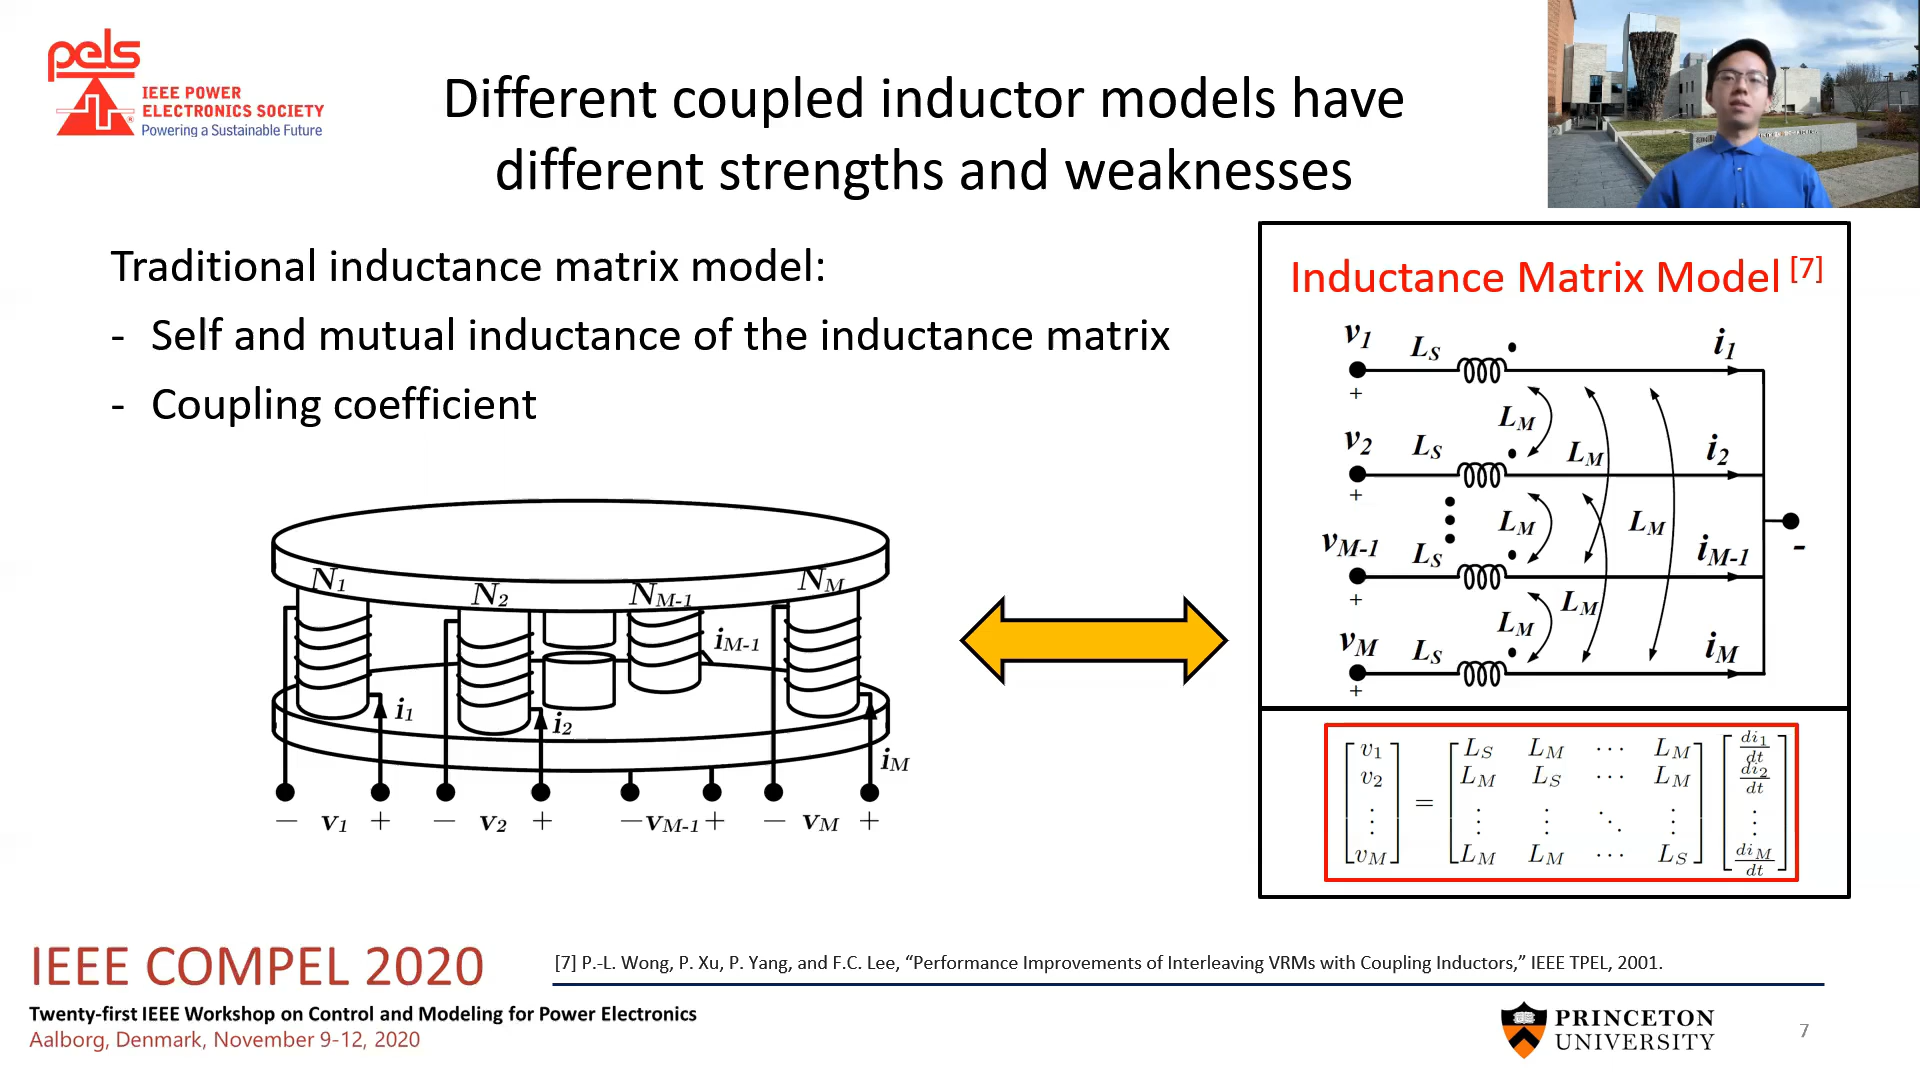 pels
IEEE POWER
ELECTRONICS SOCIETY
Powering a Sustainable Future
Different coupled inductor models have
different strengths and weaknesses
Traditional inductance matrix model:
- Self and mutual inductance of the inductance matrix
- Coupling coefficient
N1 N2 NM-1 NM
iM-1
i1
i2
iM
− v1 + − v2 + −vM-1+ − vM +
Inductance Matrix Model [7]
v1 LS i1
+
LM
v2 LS LM i2
+
LM LM
vM-1 LS iM-1 -
+
LM LM
vM LS iM
+
v1 LS LM ⋯ LM di1/dt
v2 = LM LS ⋯ LM di2/dt
⋮ ⋮ ⋮ ⋱ ⋮ ⋮
vM LM LM ⋯ LS diM/dt
IEEE COMPEL 2020
[7] P.-L. Wong, P. Xu, P. Yang, and F.C. Lee, “Performance Improvements of Interleaving VRMs with Coupling Inductors,” IEEE TPEL, 2001.
Twenty-first IEEE Workshop on Control and Modeling for Power Electronics
Aalborg, Denmark, November 9-12, 2020
PRINCETON
UNIVERSITY
7